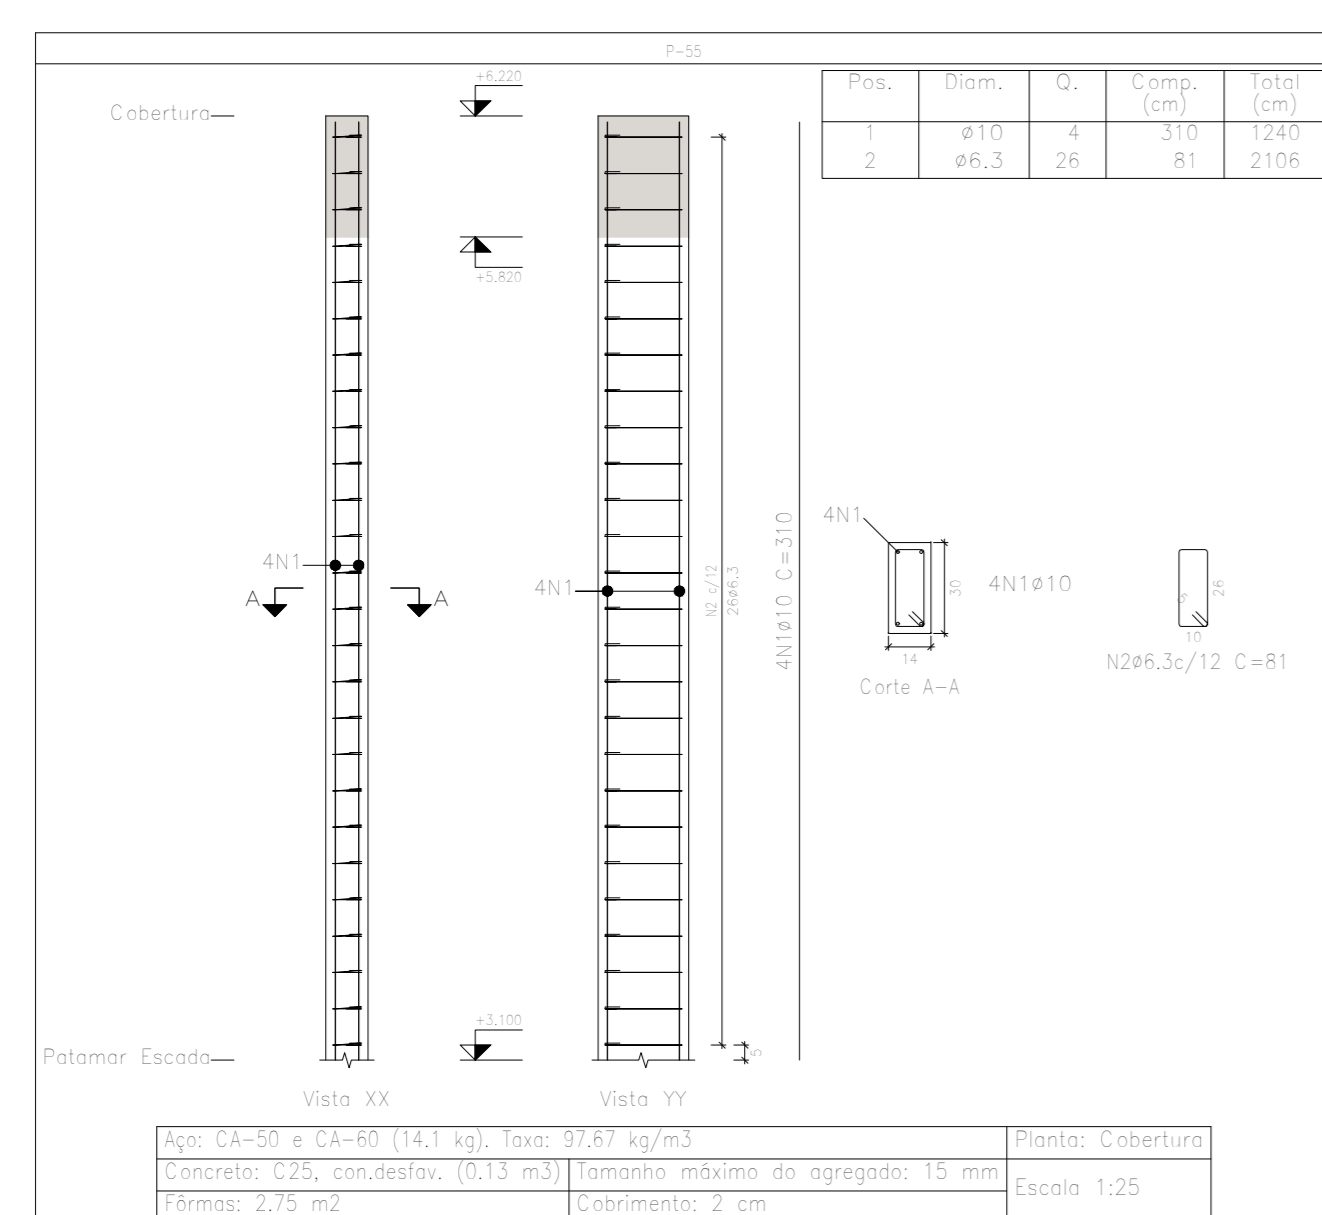 P-55
Pos. Diam. Q. Comp. (cm) Total (cm)
1 ø10 4 310 1240
2 ø6.3 26 81 2106
Cobertura
+6.220
+5.820
4N1
A A
4N1
N2 c/12
26ø6.3
4N1ø10 C=310
4N1
30
14
Corte A-A
4N1ø10
5
26
10
N2ø6.3c/12 C=81
+3.100
5
Patamar Escada
Vista XX
Vista YY
Aço: CA-50 e CA-60 (14.1 kg). Taxa: 97.67 kg/m3
Planta: Cobertura
Concreto: C25, con.desfav. (0.13 m3)
Tamanho máximo do agregado: 15 mm
Escala 1:25
Fôrmas: 2.75 m2
Cobrimento: 2 cm